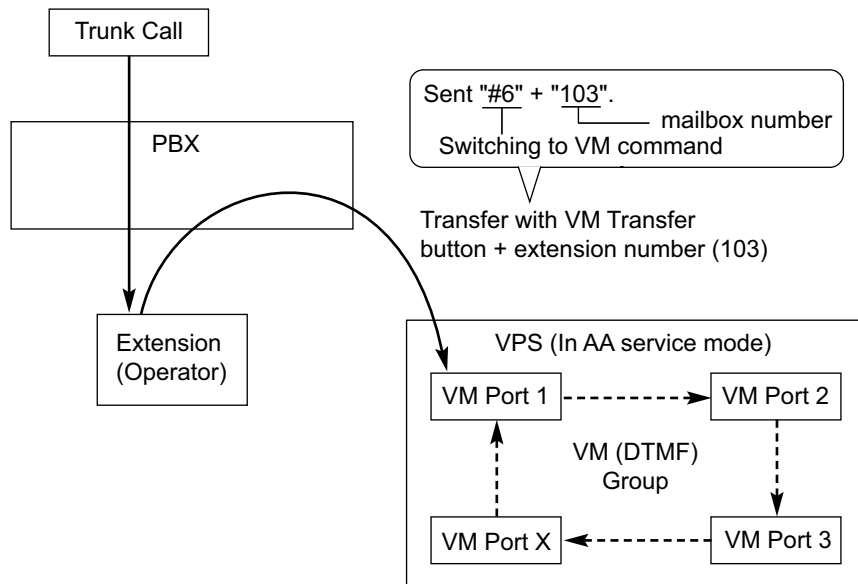 Trunk Call
PBX
Sent "#6" + "103".
mailbox number
Switching to VM command
Transfer with VM Transfer
button + extension number (103)
Extension
(Operator)
VPS (In AA service mode)
VM Port 1
VM Port 2
VM (DTMF)
Group
VM Port X
VM Port 3